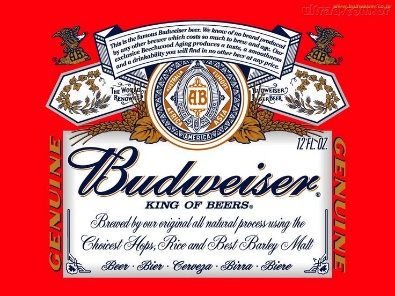 This is the famous Budweiser beer. We know of no brand produced
by any other brewer which costs so much to brew and age. Our
exclusive Beechwood Aging produces a taste, a smoothness
and a drinkability you will find in no other beer at any price.
THE WORLD
RENOWNED
BUDWEISER
LAGER BEER
AMERICA
12 FL. OZ.
Budweiser®
KING OF BEERS®
GENUINE
GENUINE
Brewed by our original all natural process using the
Choicest Hops, Rice and Best Barley Malt
Beer · Bier · Cerveza · Birra · Bière